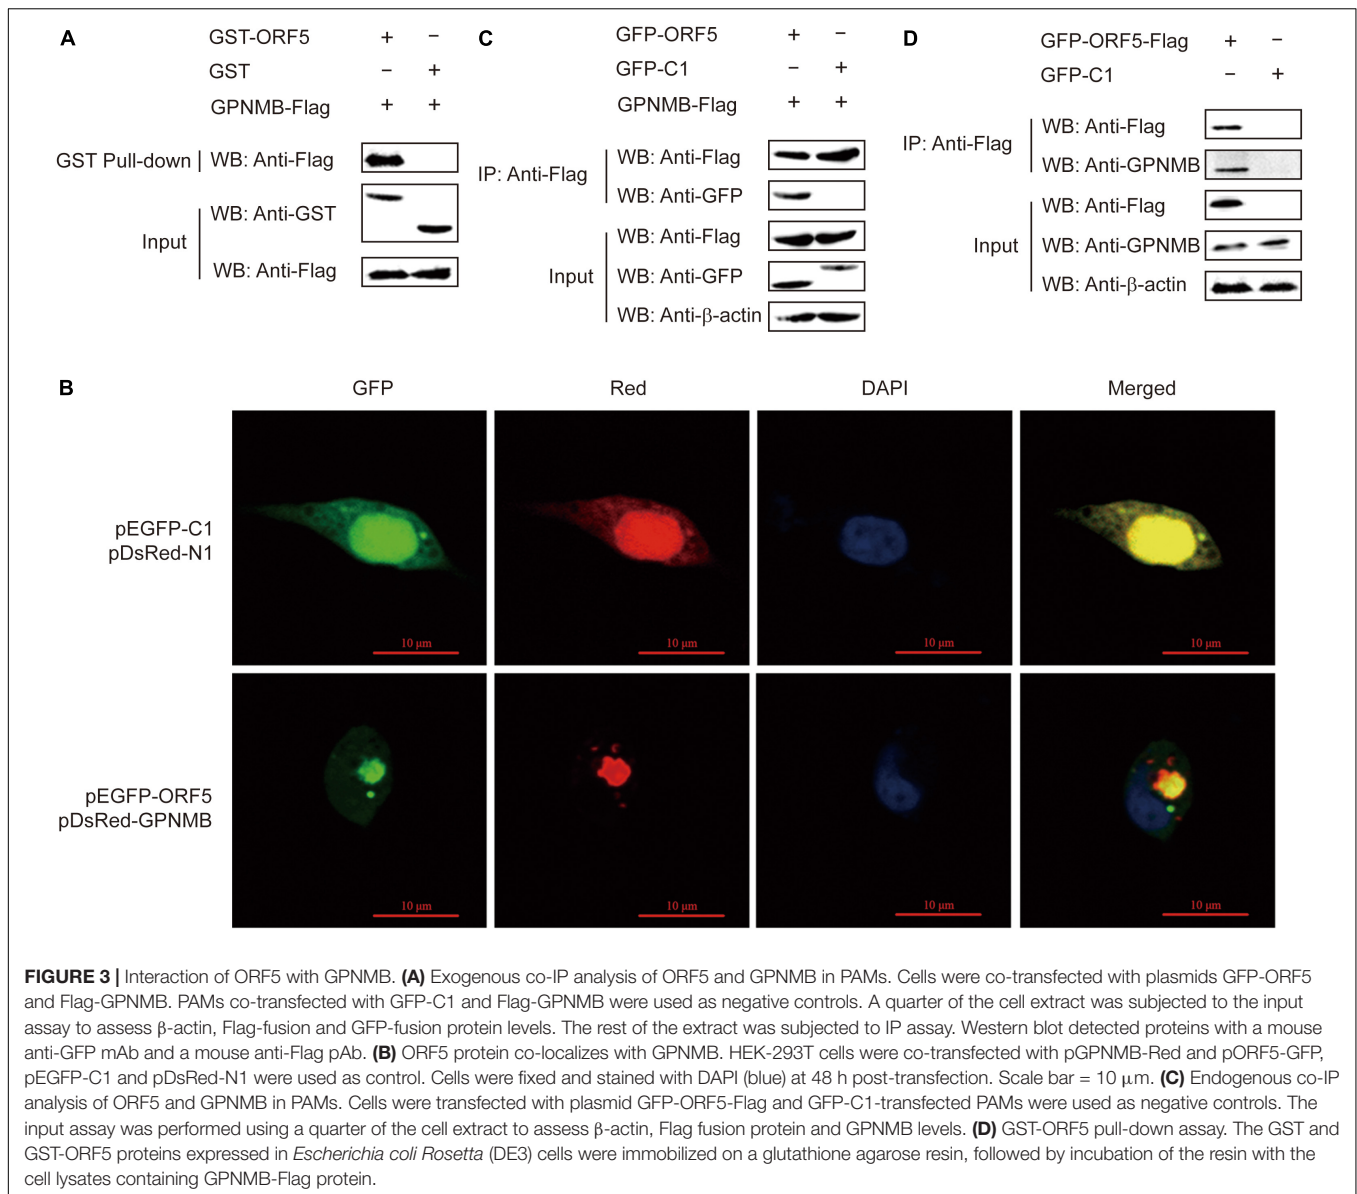 A
GST-ORF5 + −
GST − +
GPNMB-Flag + +
GST Pull-down WB: Anti-Flag
Input
WB: Anti-GST
WB: Anti-Flag
C
GFP-ORF5 + −
GFP-C1 − +
GPNMB-Flag + +
IP: Anti-Flag
WB: Anti-Flag
WB: Anti-GFP
Input
WB: Anti-Flag
WB: Anti-GFP
WB: Anti-β-actin
D
GFP-ORF5-Flag + −
GFP-C1 − +
IP: Anti-Flag
WB: Anti-Flag
WB: Anti-GPNMB
Input
WB: Anti-Flag
WB: Anti-GPNMB
WB: Anti-β-actin
B
GFP Red DAPI Merged
pEGFP-C1
pDsRed-N1
10 μm 10 μm 10 μm 10 μm
pEGFP-ORF5
pDsRed-GPNMB
10 μm 10 μm 10 μm 10 μm
FIGURE 3 | Interaction of ORF5 with GPNMB. (A) Exogenous co-IP analysis of ORF5 and GPNMB in PAMs. Cells were co-transfected with plasmids GFP-ORF5
and Flag-GPNMB. PAMs co-transfected with GFP-C1 and Flag-GPNMB were used as negative controls. A quarter of the cell extract was subjected to the input
assay to assess β-actin, Flag-fusion and GFP-fusion protein levels. The rest of the extract was subjected to IP assay. Western blot detected proteins with a mouse
anti-GFP mAb and a mouse anti-Flag pAb. (B) ORF5 protein co-localizes with GPNMB. HEK-293T cells were co-transfected with pGPNMB-Red and pORF5-GFP,
pEGFP-C1 and pDsRed-N1 were used as control. Cells were fixed and stained with DAPI (blue) at 48 h post-transfection. Scale bar = 10 μm. (C) Endogenous co-IP
analysis of ORF5 and GPNMB in PAMs. Cells were transfected with plasmid GFP-ORF5-Flag and GFP-C1-transfected PAMs were used as negative controls. The
input assay was performed using a quarter of the cell extract to assess β-actin, Flag fusion protein and GPNMB levels. (D) GST-ORF5 pull-down assay. The GST and
GST-ORF5 proteins expressed in Escherichia coli Rosetta (DE3) cells were immobilized on a glutathione agarose resin, followed by incubation of the resin with the
cell lysates containing GPNMB-Flag protein.